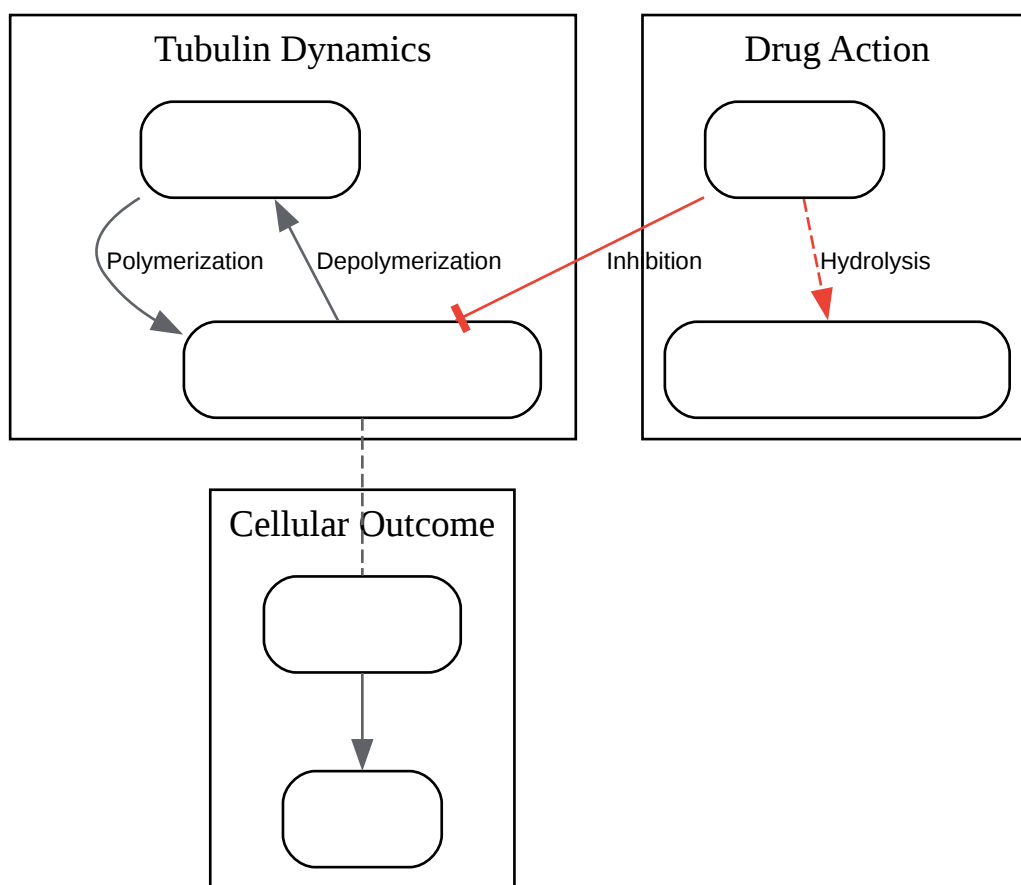 Tubulin Dynamics
Drug Action
Polymerization
Depolymerization
Inhibition
Hydrolysis
Cellular Outcome